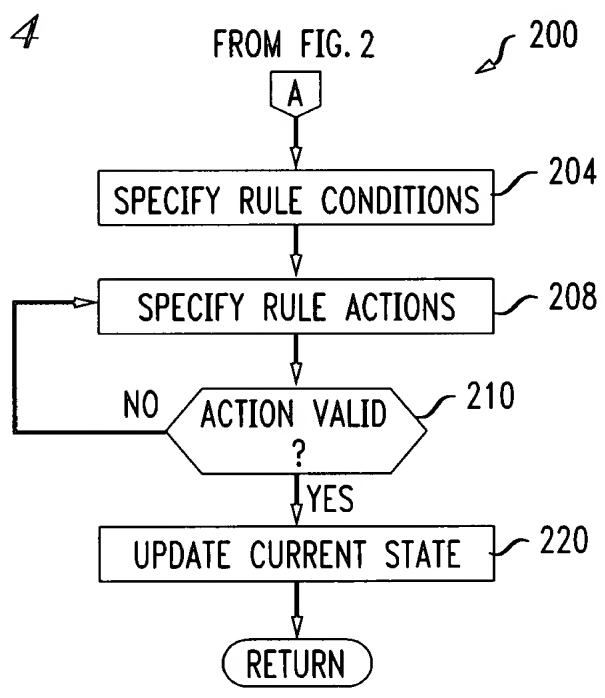 4
FROM FIG. 2
200
A
SPECIFY RULE CONDITIONS
204
SPECIFY RULE ACTIONS
208
NO
ACTION VALID
?
210
YES
UPDATE CURRENT STATE
220
RETURN